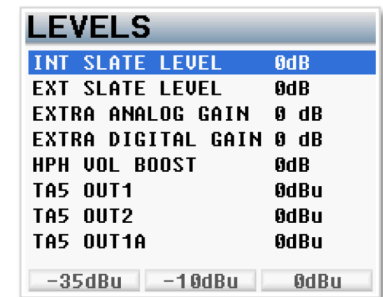 LEVELS
INT SLATE LEVEL 0dB
EXT SLATE LEVEL 0dB
EXTRA ANALOG GAIN 0 dB
EXTRA DIGITAL GAIN 0 dB
HPH VOL BOOST 0dB
TA5 OUT1 0dBu
TA5 OUT2 0dBu
TA5 OUT1A 0dBu
-35dBu -10dBu 0dBu